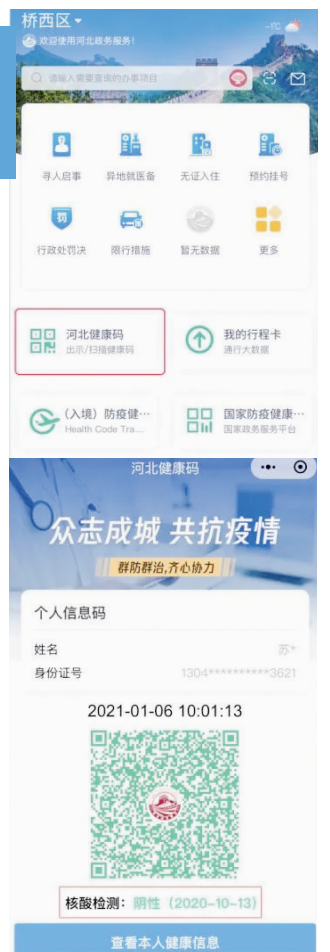 桥西区
-1℃
欢迎使用河北政务服务!
请输入需要查询的办事项目
寻人启事 异地就医备 无证入住 预约挂号
罚
行政处罚决 限行措施 暂无数据 更多
河北健康码 我的行程卡
出示/扫描健康码 通行大数据
(入境)防疫健… 国家防疫健康…
Health Code Tra… 国家政务服务平台
河北健康码
众志成城 共抗疫情
群防群治,齐心协力
个人信息码
姓名 苏*
身份证号 1304**********3621
2021-01-06 10:01:13
核酸检测: 阴性 (2020-10-13)
查看本人健康信息